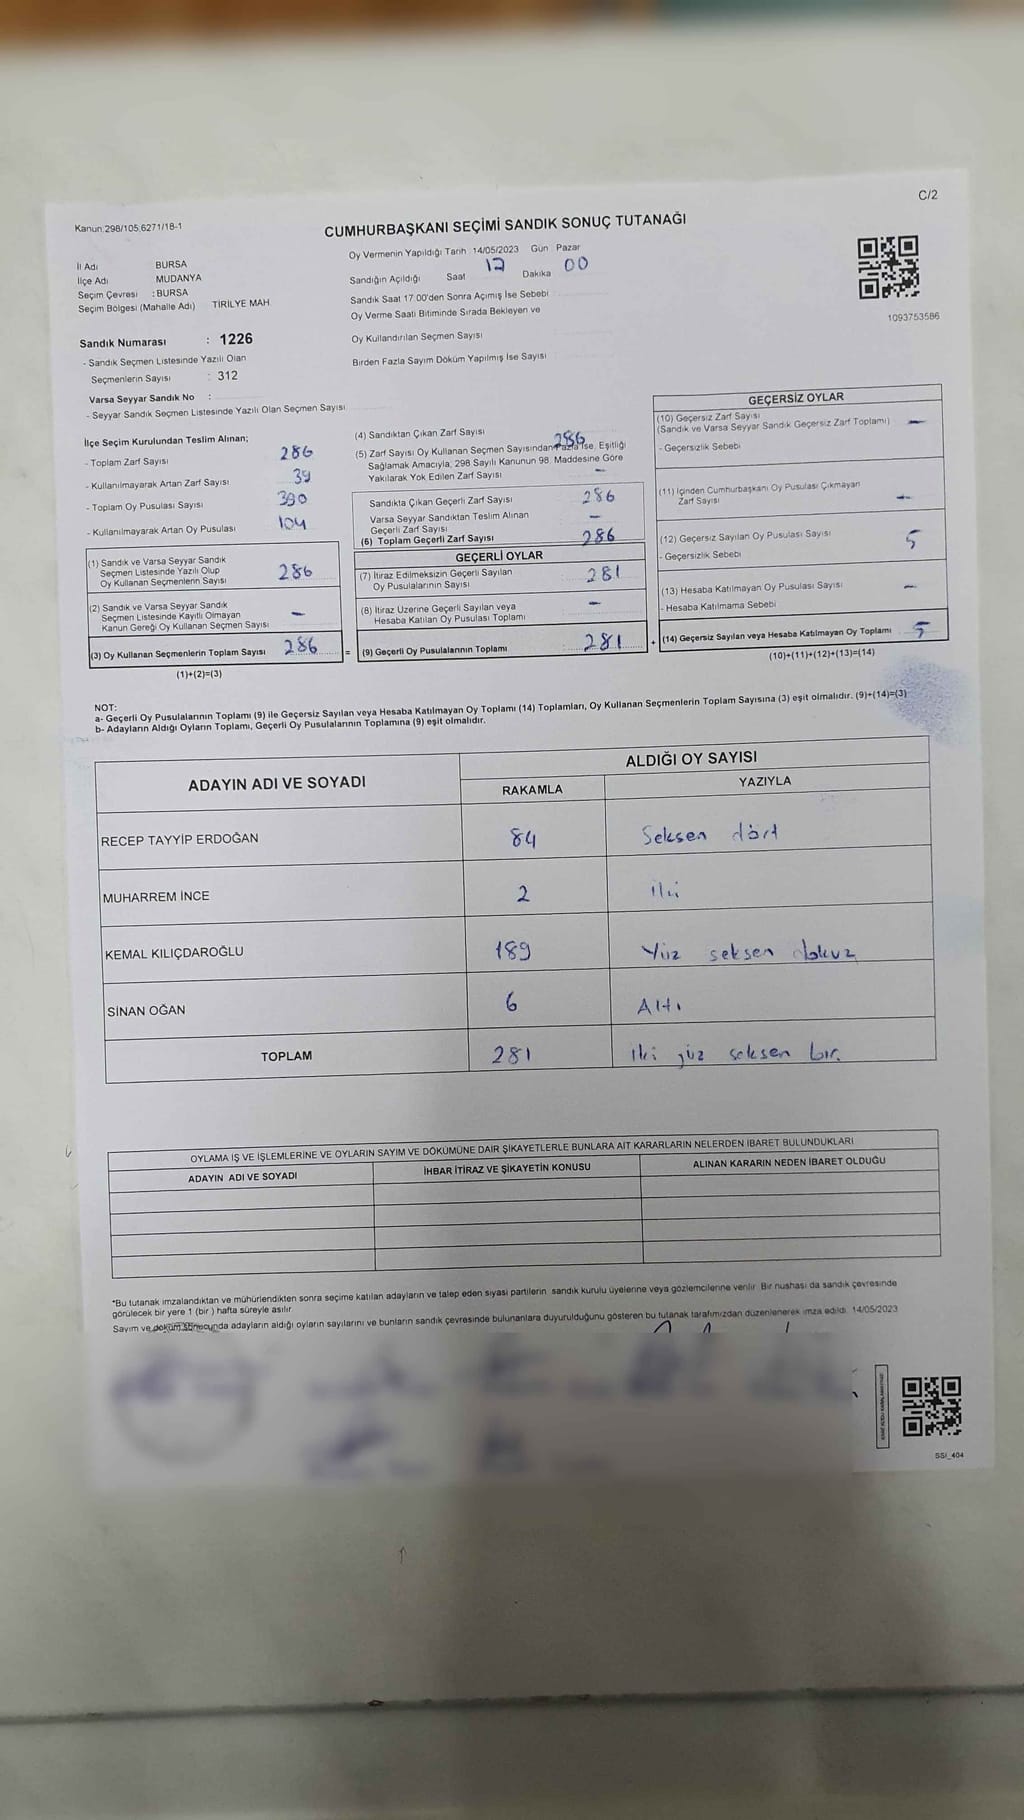 C/2
Kanun:298/105,6271/18-1
CUMHURBAŞKANI SEÇİMİ SANDIK SONUÇ TUTANAĞI
1093753586
İl Adı BURSA
İlçe Adı MUDANYA
Seçim Çevresi : BURSA
Seçim Bölgesi (Mahalle Adı) TİRİLYE MAH.
Sandık Numarası : 1226
- Sandık Seçmen Listesinde Yazılı Olan
Seçmenlerin Sayısı : 312
Varsa Seyyar Sandık No :
- Seyyar Sandık Seçmen Listesinde Yazılı Olan Seçmen Sayısı
Oy Vermenin Yapıldığı Tarih 14/05/2023 Gün Pazar
Sandığın Açıldığı Saat 17 Dakika 00
Sandık Saat 17:00'den Sonra Açımış İse Sebebi
Oy Verme Saati Bitiminde Sırada Bekleyen ve
Oy Kullandırılan Seçmen Sayısı
Birden Fazla Sayım Döküm Yapılmış İse Sayısı
İlçe Seçim Kurulundan Teslim Alınan;
- Toplam Zarf Sayısı 286
- Kullanılmayarak Artan Zarf Sayısı 39
- Toplam Oy Pusulası Sayısı 390
- Kullanılmayarak Artan Oy Pusulası 104
(1) Sandık ve Varsa Seyyar Sandık
Seçmen Listesinde Yazılı Olup
Oy Kullanan Seçmenlerin Sayısı 286
(2) Sandık ve Varsa Seyyar Sandık
Seçmen Listesinde Kayıtlı Olmayan
Kanun Gereği Oy Kullanan Seçmen Sayısı -
(3) Oy Kullanan Seçmenlerin Toplam Sayısı 286 =
(1)+(2)=(3)
(4) Sandıktan Çıkan Zarf Sayısı 286
(5) Zarf Sayısı Oy Kullanan Seçmen Sayısından Fazla İse, Eşitliği
Sağlamak Amacıyla, 298 Sayılı Kanunun 98. Maddesine Göre
Yakılarak Yok Edilen Zarf Sayısı -
Sandıkta Çıkan Geçerli Zarf Sayısı 286
Varsa Seyyar Sandıktan Teslim Alınan
Geçerli Zarf Sayısı -
(6) Toplam Geçerli Zarf Sayısı 286
GEÇERLİ OYLAR
(7) İtiraz Edilmeksizin Geçerli Sayılan
Oy Pusulalarının Sayısı 281
(8) İtiraz Üzerine Geçerli Sayılan veya
Hesaba Katılan Oy Pusulası Toplamı -
(9) Geçerli Oy Pusulalarının Toplamı 281 +
GEÇERSİZ OYLAR
(10) Geçersiz Zarf Sayısı
(Sandık ve Varsa Seyyar Sandık Geçersiz Zarf Toplamı) -
- Geçersizlik Sebebi
(11) İçinden Cumhurbaşkanı Oy Pusulası Çıkmayan
Zarf Sayısı -
(12) Geçersiz Sayılan Oy Pusulası Sayısı 5
- Geçersizlik Sebebi
(13) Hesaba Katılmayan Oy Pusulası Sayısı -
- Hesaba Katılmama Sebebi
(14) Geçersiz Sayılan veya Hesaba Katılmayan Oy Toplamı 5
(10)+(11)+(12)+(13)=(14)
NOT:
a- Geçerli Oy Pusulalarının Toplamı (9) ile Geçersiz Sayılan veya Hesaba Katılmayan Oy Toplamı (14) Toplamları, Oy Kullanan Seçmenlerin Toplam Sayısına (3) eşit olmalıdır. (9)+(14)=(3)
b- Adayların Aldığı Oyların Toplamı, Geçerli Oy Pusulalarının Toplamına (9) eşit olmalıdır.
ADAYIN ADI VE SOYADI ALDIĞI OY SAYISI
RAKAMLA YAZIYLA
RECEP TAYYİP ERDOĞAN 84 Seksen dört
MUHARREM İNCE 2 iki
KEMAL KILIÇDAROĞLU 189 Yüz seksen dokuz
SİNAN OĞAN 6 Altı
TOPLAM 281 iki yüz seksen bir.
OYLAMA İŞ VE İŞLEMLERİNE VE OYLARIN SAYIM VE DÖKÜMÜNE DAİR ŞİKAYETLERLE BUNLARA AİT KARARLARIN NELERDEN İBARET BULUNDUKLARI
ADAYIN ADI VE SOYADI İHBAR İTİRAZ VE ŞİKAYETİN KONUSU ALINAN KARARIN NEDEN İBARET OLDUĞU
*Bu tutanak imzalandıktan ve mühürlendikten sonra seçime katılan adayların ve talep eden siyasi partilerin sandık kurulu üyelerine veya gözlemcilerine verilir. Bir nushası da sandık çevresinde
görülecek bir yere 1 (bir) hafta süreyle asılır.
Sayım ve döküm sonucunda adayların aldığı oyların sayılarını ve bunların sandık çevresinde bulunanlara duyurulduğunu gösteren bu tutanak tarafımızdan düzenlenerek imza edildi. 14/05/2023
SSI_404